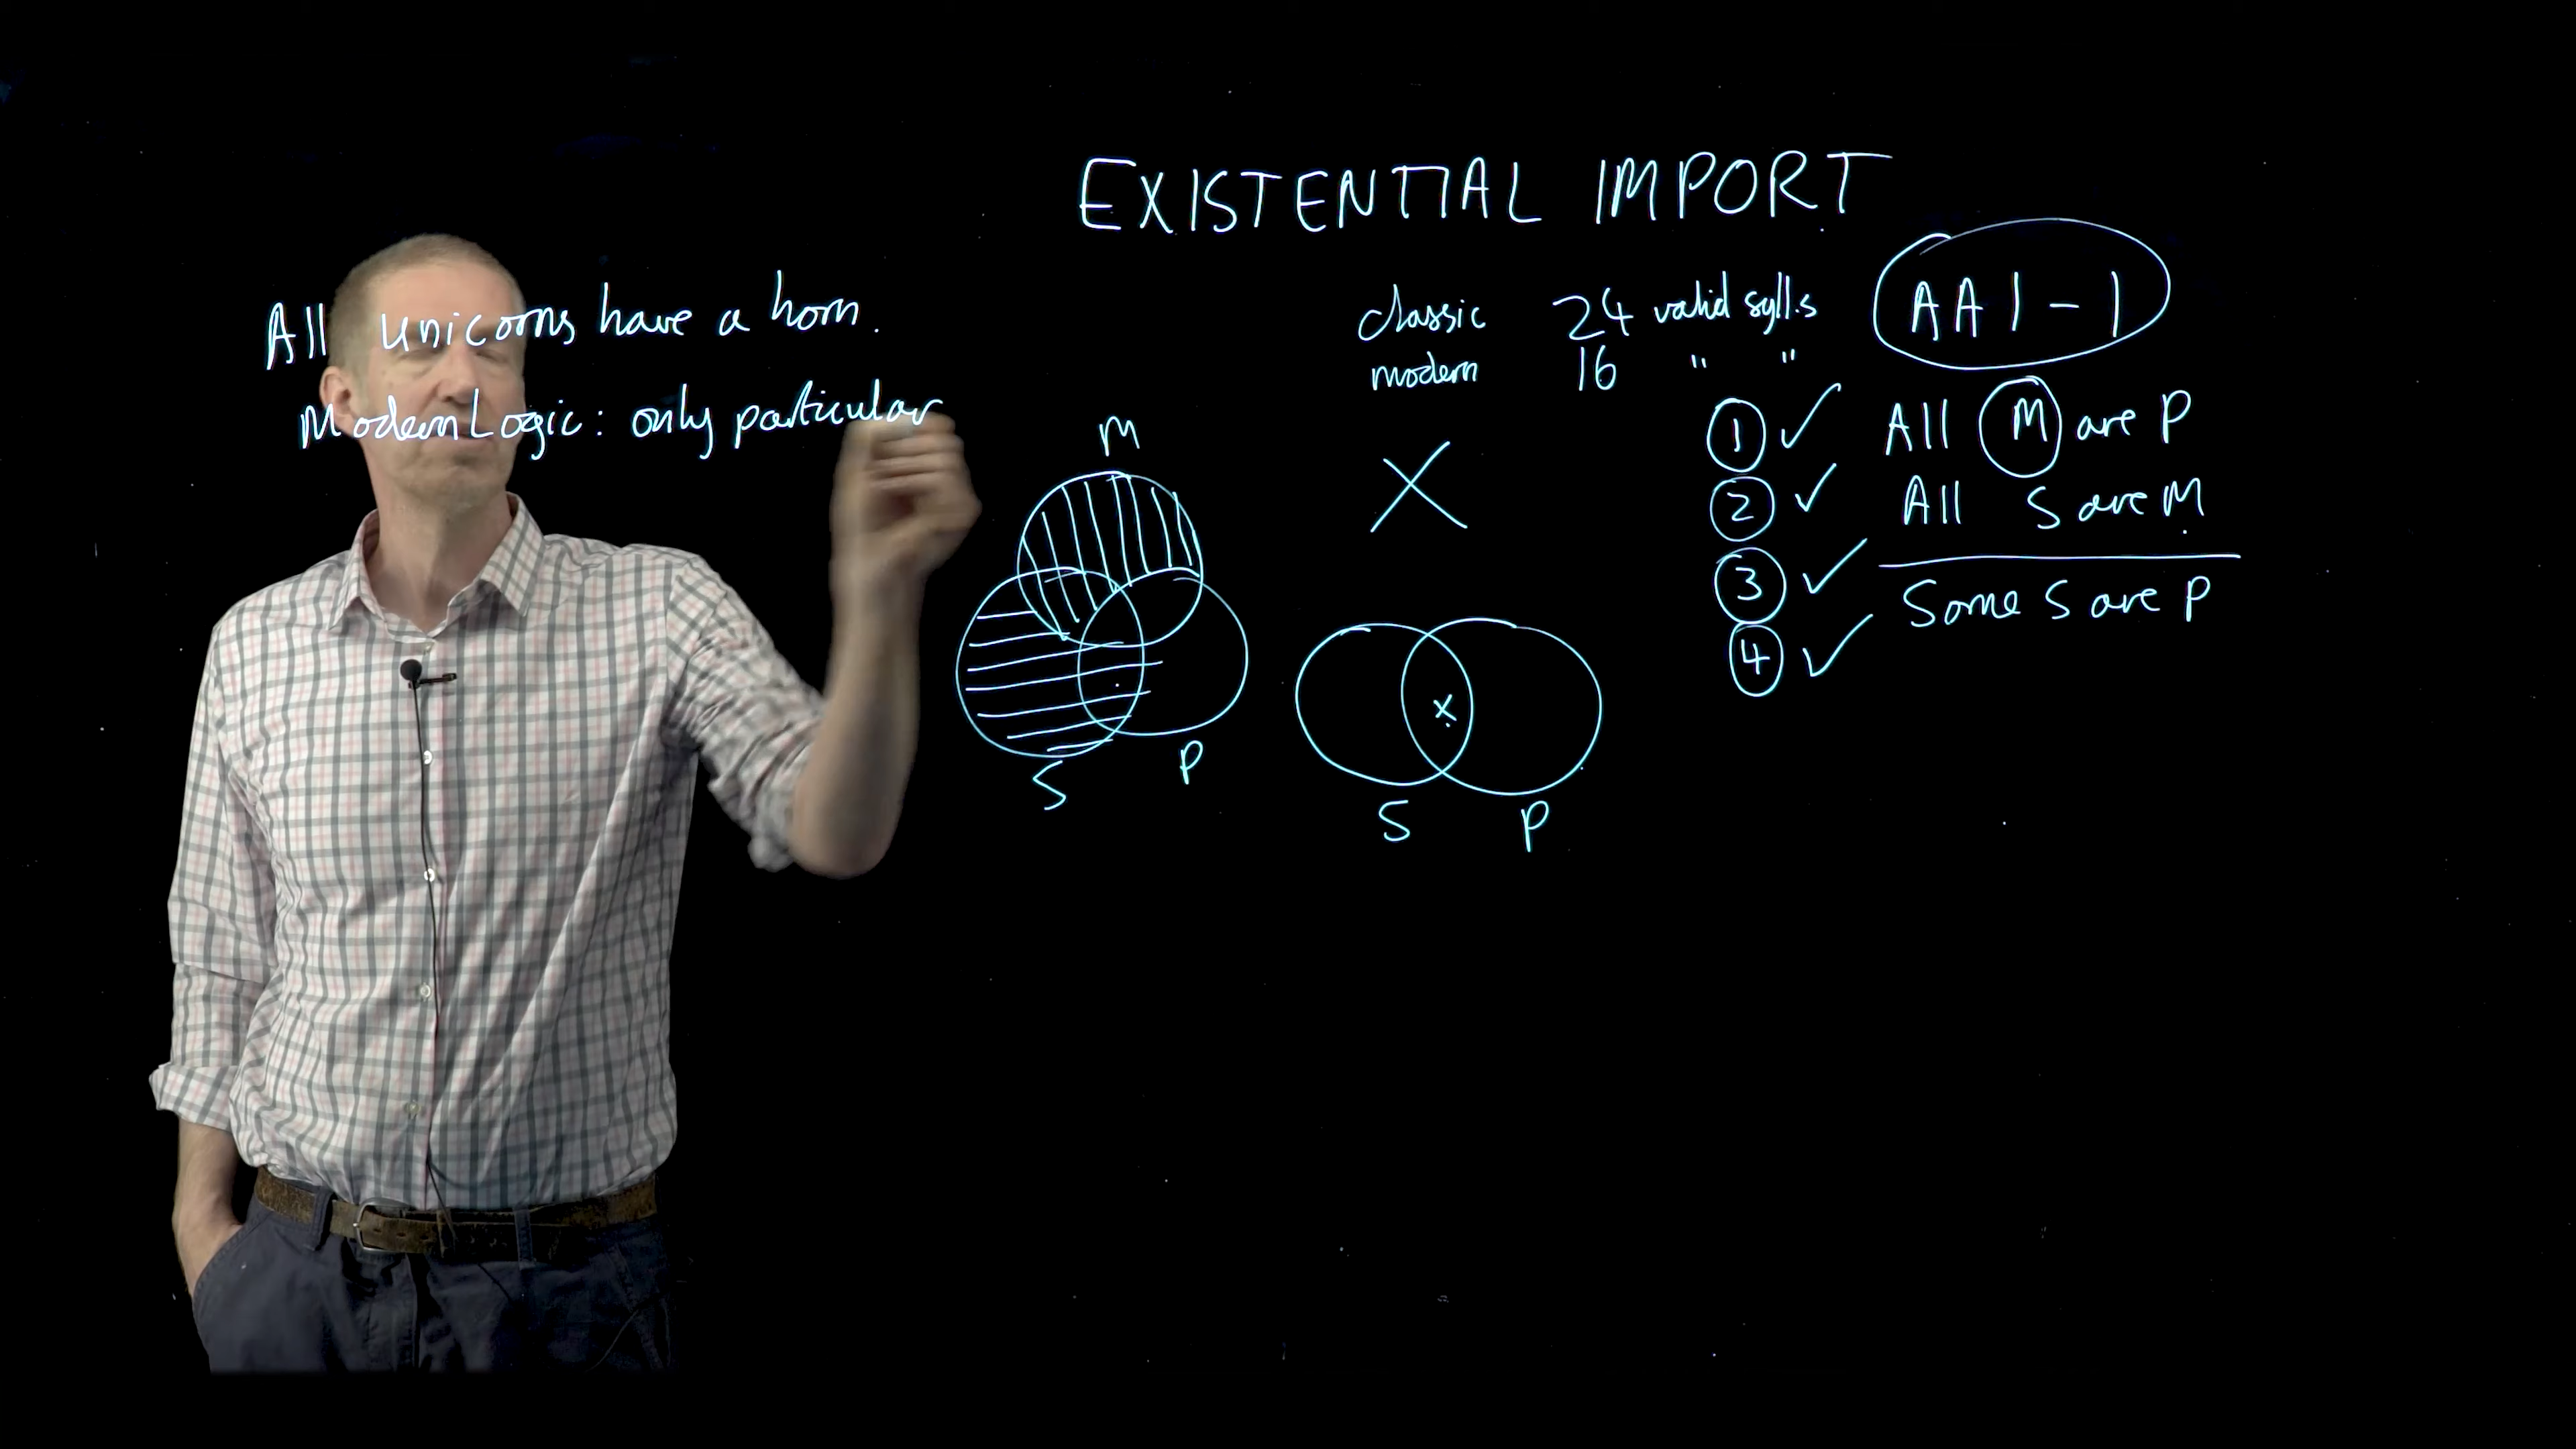 EXISTENTIAL IMPORT
All unicorns have a horn.
Modern Logic: only particular
classic 24 valid syll.s
modern 16 " "
AAI-1
1 ✓ All M are P
2 ✓ All S are M
3 ✓
Some S are P
4 ✓
M
X
S
P
x
S
P